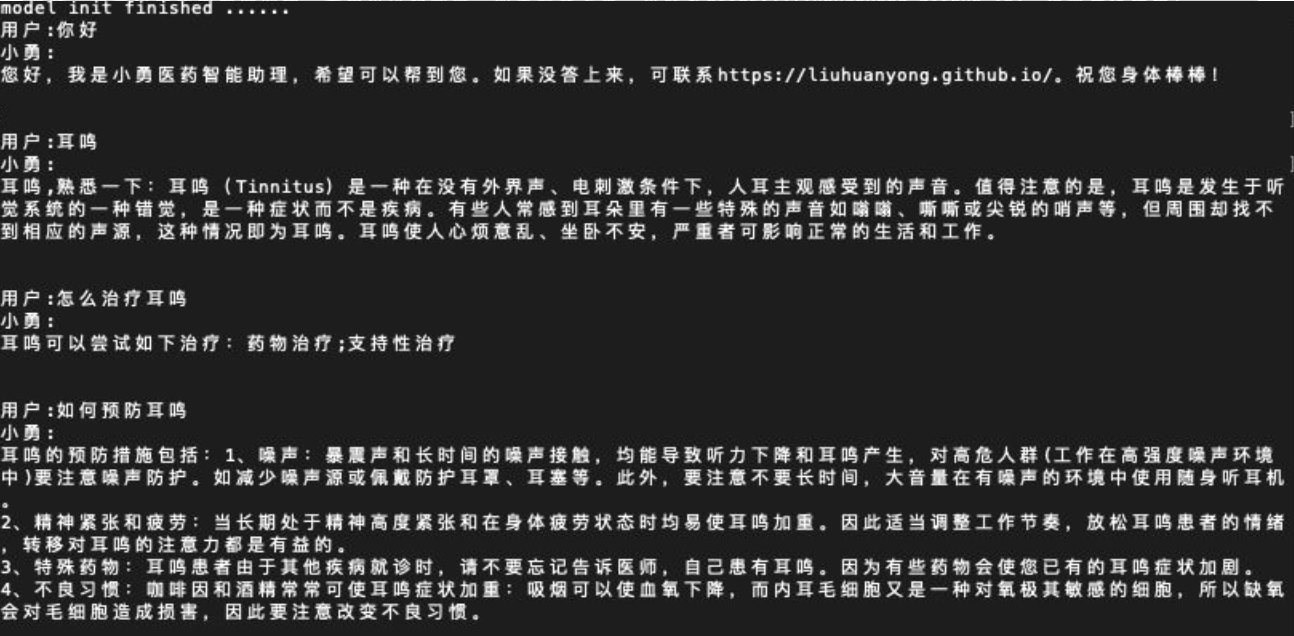 model init finished ......
用户:你好
小勇:
您好，我是小勇医药智能助理，希望可以帮到您。如果没答上来，可联系https://liuhuanyong.github.io/。祝您身体棒棒！
用户:耳鸣
小勇:
耳鸣,熟悉一下：耳鸣（Tinnitus）是一种在没有外界声、电刺激条件下，人耳主观感受到的声音。值得注意的是，耳鸣是发生于听
觉系统的一种错觉，是一种症状而不是疾病。有些人常感到耳朵里有一些特殊的声音如嗡嗡、嘶嘶或尖锐的哨声等，但周围却找不
到相应的声源，这种情况即为耳鸣。耳鸣使人心烦意乱、坐卧不安，严重者可影响正常的生活和工作。
用户:怎么治疗耳鸣
小勇:
耳鸣可以尝试如下治疗：药物治疗;支持性治疗
用户:如何预防耳鸣
小勇:
耳鸣的预防措施包括：1、噪声：暴震声和长时间的噪声接触，均能导致听力下降和耳鸣产生，对高危人群(工作在高强度噪声环境
中)要注意噪声防护。如减少噪声源或佩戴防护耳罩、耳塞等。此外，要注意不要长时间，大音量在有噪声的环境中使用随身听耳机
。
2、精神紧张和疲劳：当长期处于精神高度紧张和在身体疲劳状态时均易使耳鸣加重。因此适当调整工作节奏，放松耳鸣患者的情绪
，转移对耳鸣的注意力都是有益的。
3、特殊药物：耳鸣患者由于其他疾病就诊时，请不要忘记告诉医师，自己患有耳鸣。因为有些药物会使您已有的耳鸣症状加剧。
4、不良习惯：咖啡因和酒精常常可使耳鸣症状加重：吸烟可以使血氧下降，而内耳毛细胞又是一种对氧极其敏感的细胞，所以缺氧
会对毛细胞造成损害，因此要注意改变不良习惯。